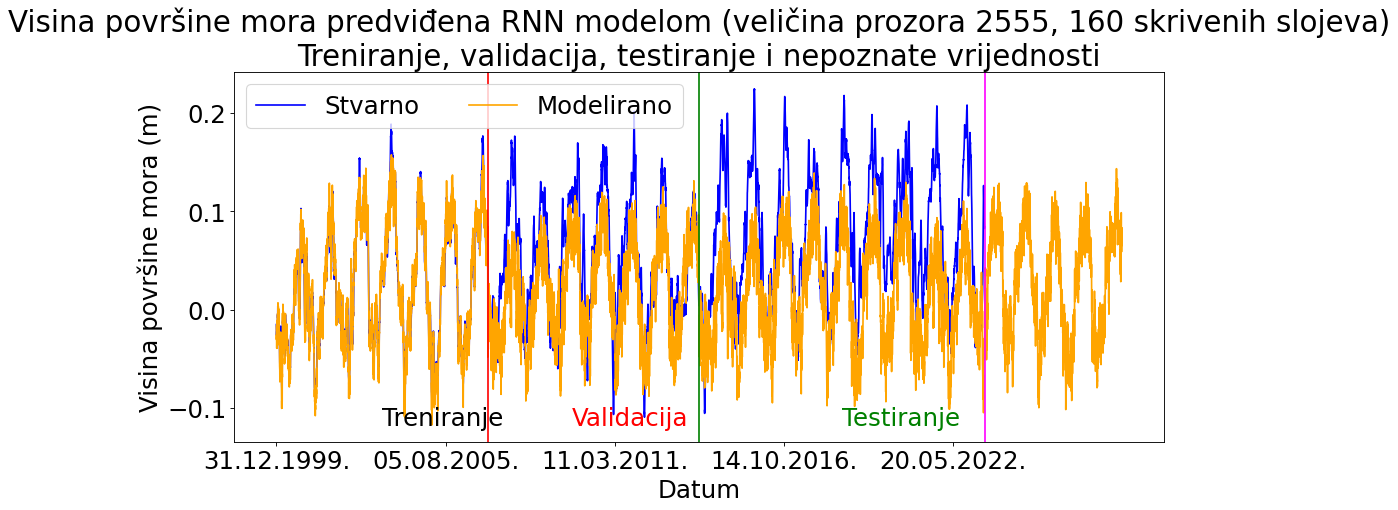 Visina površine mora predviđena RNN modelom (veličina prozora 2555, 160 skrivenih slojeva)
Treniranje, validacija, testiranje i nepoznate vrijednosti
Stvarno Modelirano
Visina površine mora (m)
0.2
0.1
0.0
−0.1
Treniranje Validacija Testiranje
31.12.1999. 05.08.2005. 11.03.2011. 14.10.2016. 20.05.2022.
Datum